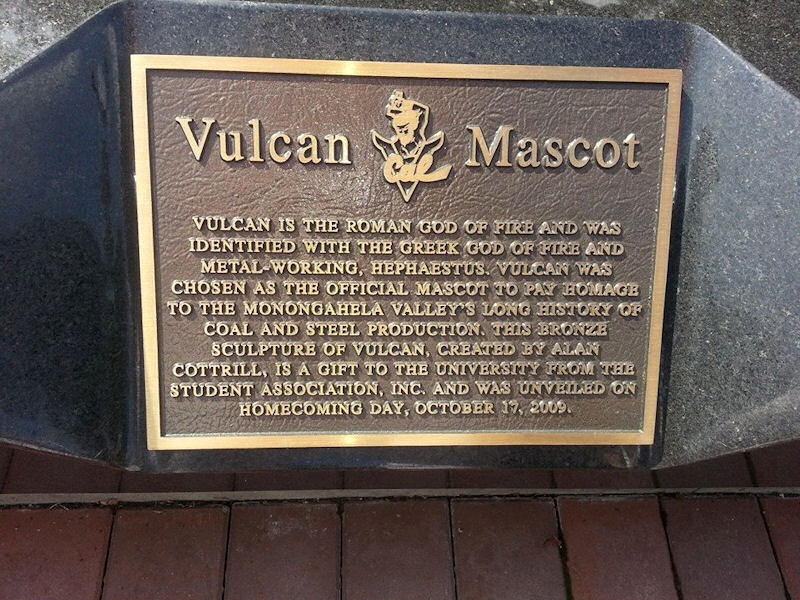 Vulcan Cal Mascot
VULCAN IS THE ROMAN GOD OF FIRE AND WAS
IDENTIFIED WITH THE GREEK GOD OF FIRE AND
METAL-WORKING, HEPHAESTUS. VULCAN WAS
CHOSEN AS THE OFFICIAL MASCOT TO PAY HOMAGE
TO THE MONONGAHELA VALLEY'S LONG HISTORY OF
COAL AND STEEL PRODUCTION. THIS BRONZE
SCULPTURE OF VULCAN, CREATED BY ALAN
COTTRILL, IS A GIFT TO THE UNIVERSITY FROM THE
STUDENT ASSOCIATION, INC. AND WAS UNVEILED ON
HOMECOMING DAY, OCTOBER 17, 2009.